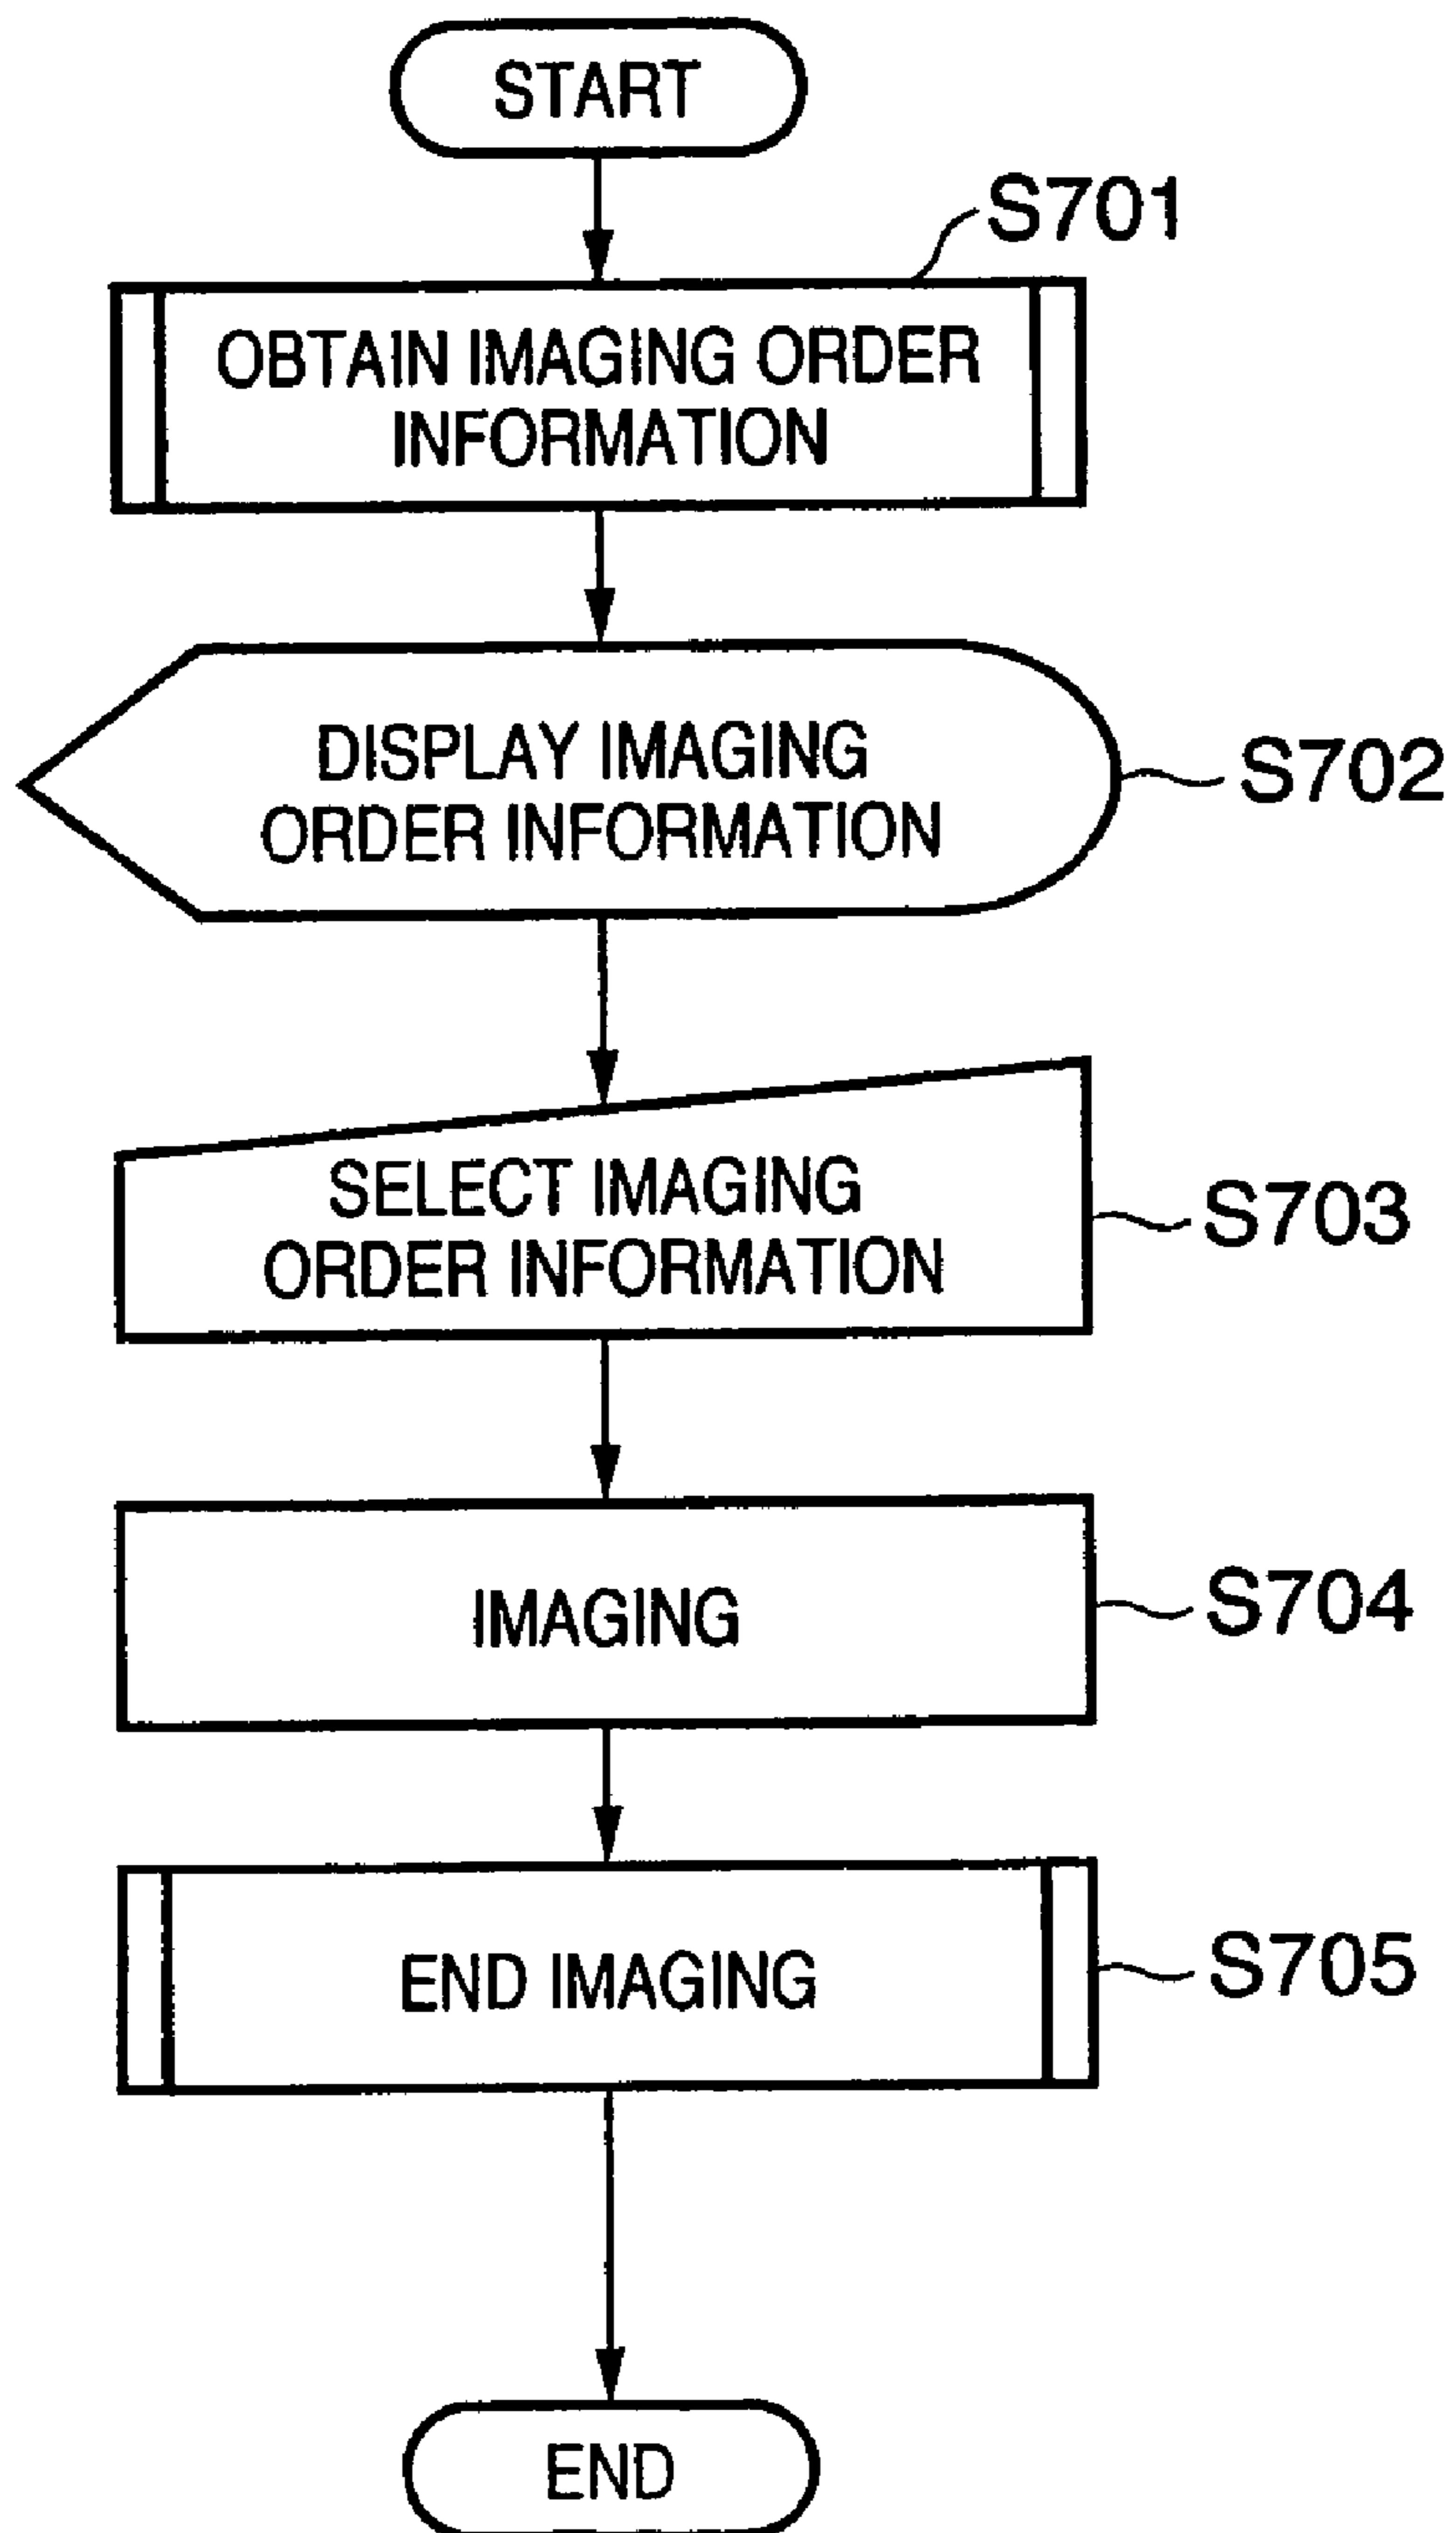 START
S701
OBTAIN IMAGING ORDER
INFORMATION
DISPLAY IMAGING
ORDER INFORMATION
S702
SELECT IMAGING
ORDER INFORMATION
S703
IMAGING
S704
END IMAGING
S705
END